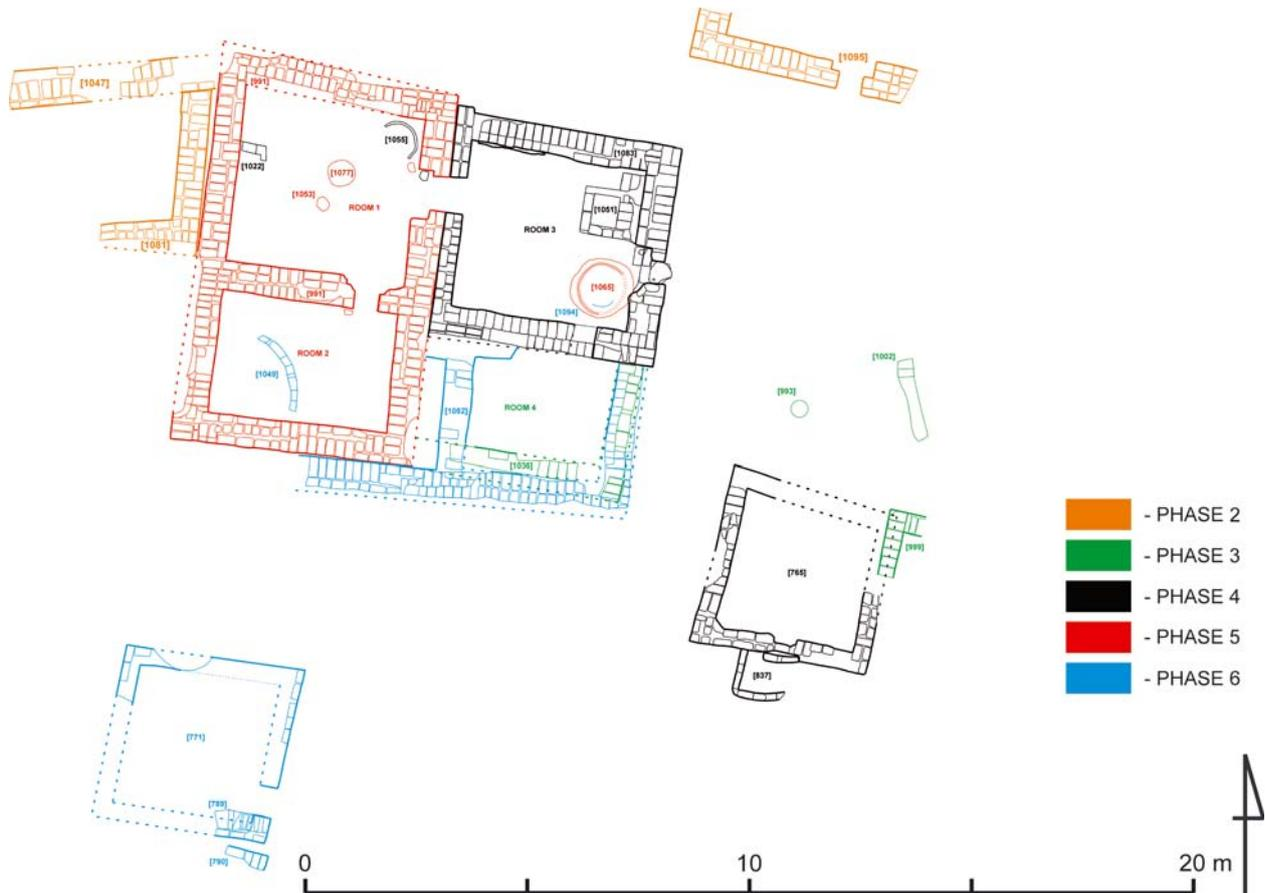 [1095]
[1047]
[991]
[1055]
[1083]
[1022]
[1077]
[1053]
ROOM 1
[1051]
ROOM 3
[1081]
[1065]
[991]
[1094]
ROOM 2
[1002]
[1049]
[993]
[1082]
ROOM 4
[1036]
- PHASE 2
[999]
- PHASE 3
[765]
- PHASE 4
- PHASE 5
[837]
- PHASE 6
[771]
[789]
[790]
0
10
20 m